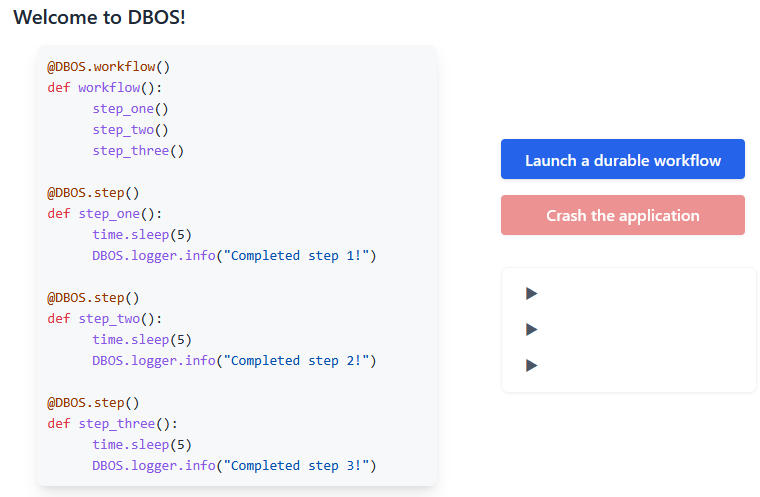 Welcome to DBOS!
@DBOS.workflow()
def workflow():
    step_one()
    step_two()
    step_three()
@DBOS.step()
def step_one():
    time.sleep(5)
    DBOS.logger.info("Completed step 1!")
@DBOS.step()
def step_two():
    time.sleep(5)
    DBOS.logger.info("Completed step 2!")
@DBOS.step()
def step_three():
    time.sleep(5)
    DBOS.logger.info("Completed step 3!")
Launch a durable workflow
Crash the application